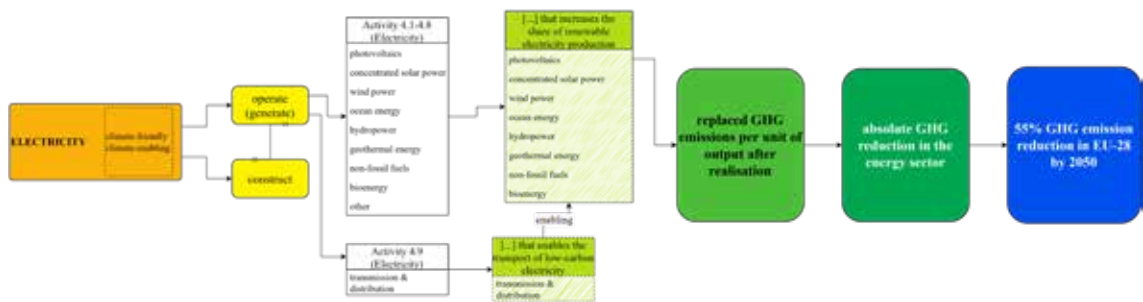 ELECTRICITY
climate-friendly
climate-enabling
operate
(generate)
construct
Activity 4.1-4.8
(Electricity)
photovoltaics
concentrated solar power
wind power
ocean energy
hydropower
geothermal energy
non-fossil fuels
bioenergy
other
Activity 4.9
(Electricity)
transmission &
distribution
[...] that increases the
share of renewable
electricity production
photovoltaics
concentrated solar power
wind power
ocean energy
hydropower
geothermal energy
non-fossil fuels
bioenergy
enabling
[...] that enables the
transport of low-carbon
electricity
transmission &
distribution
replaced GHG
emissions per unit of
output after
realisation
absolute GHG
reduction in the
energy sector
55% GHG emission
reduction in EU-28
by 2050